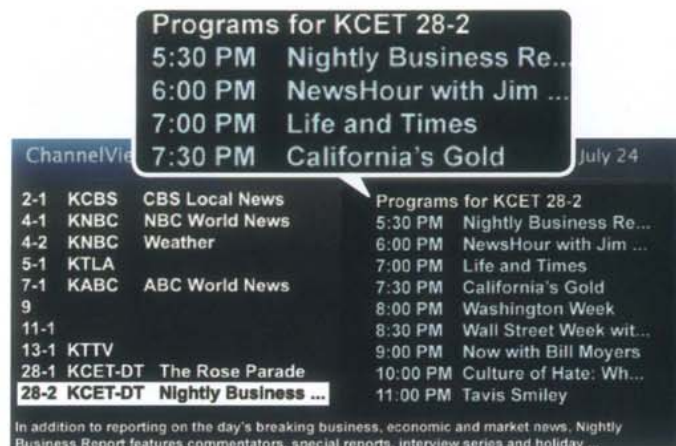 Programs for KCET 28-2
5:30 PM Nightly Business Re...
6:00 PM NewsHour with Jim ...
7:00 PM Life and Times
7:30 PM California's Gold
ChannelVie
July 24
2-1 KCBS CBS Local News
4-1 KNBC NBC World News
4-2 KNBC Weather
5-1 KTLA
7-1 KABC ABC World News
9
11-1
13-1 KTTV
28-1 KCET-DT The Rose Parade
28-2 KCET-DT Nightly Business ...
Programs for KCET 28-2
5:30 PM Nightly Business Re...
6:00 PM NewsHour with Jim ...
7:00 PM Life and Times
7:30 PM California's Gold
8:00 PM Washington Week
8:30 PM Wall Street Week wit...
9:00 PM Now with Bill Moyers
10:00 PM Culture of Hate: Wh...
11:00 PM Tavis Smiley
In addition to reporting on the day's breaking business, economic and market news, Nightly
Business Report features commentators, special reports, interview series and holiday